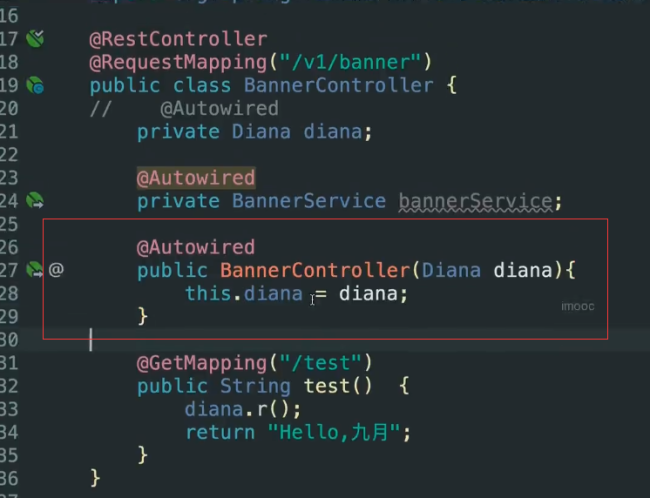 16
17 @RestController
18 @RequestMapping("/v1/banner")
19 public class BannerController {
20 //    @Autowired
21     private Diana diana;
22
23     @Autowired
24     private BannerService bannerService;
25
26     @Autowired
27 @   public BannerController(Diana diana){
28         this.diana = diana;
29     }
imooc
30
31     @GetMapping("/test")
32     public String test()  {
33         diana.r();
34         return "Hello,九月";
35     }
36 }